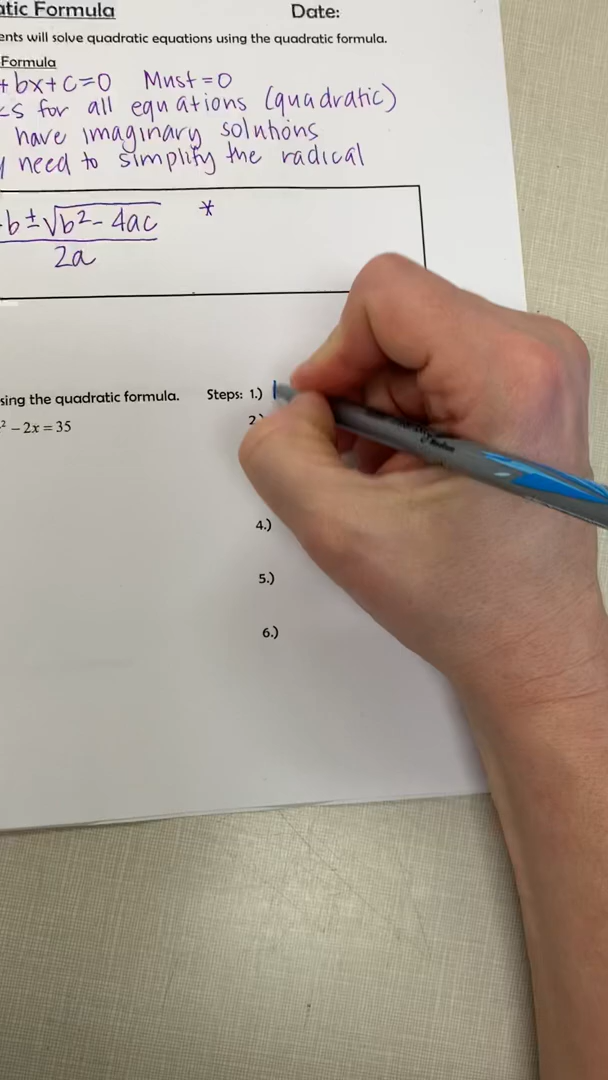 atic Formula Date:
ents will solve quadratic equations using the quadratic formula.
Formula
+bx+c=0 Must=0
ks for all equations (quadratic)
have imaginary solutions
y need to simplify the radical
-b±√b²-4ac *
2a
sing the quadratic formula. Steps: 1.)
² – 2x = 35 2.)
4.)
5.)
6.)